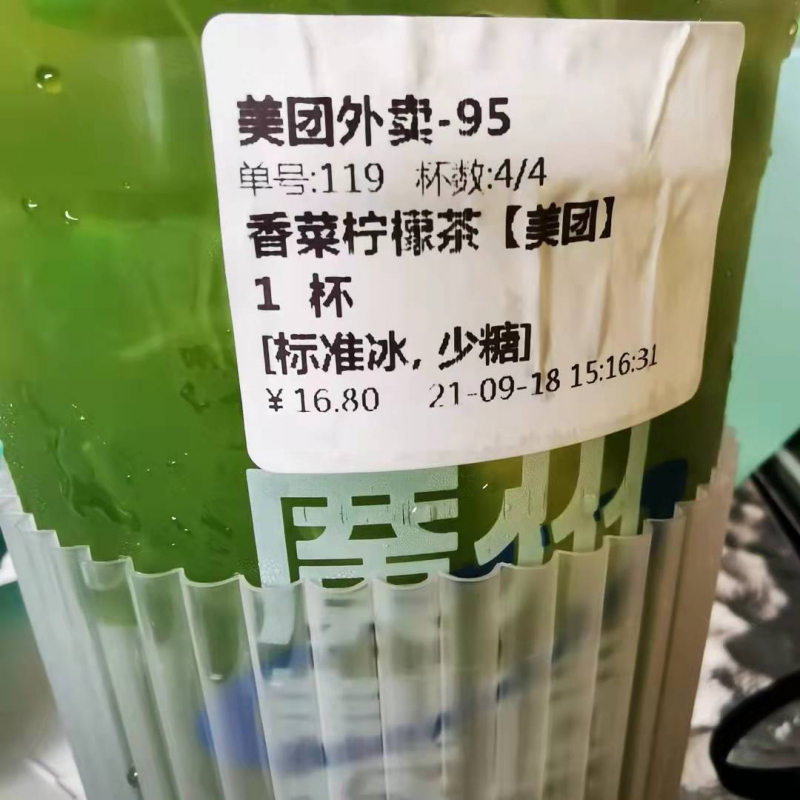 美团外卖-95
单号:119 杯数:4/4
香菜柠檬茶【美团】
1 杯
[标准冰, 少糖]
¥16.80 21-09-18 15:16:31